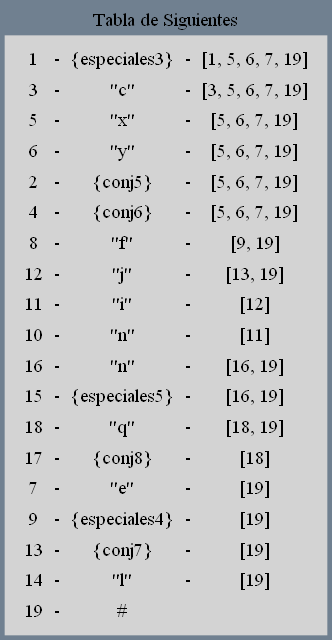 Tabla de Siguientes
1 - {especiales3} - [1, 5, 6, 7, 19]
3 - "c" - [3, 5, 6, 7, 19]
5 - "x" - [5, 6, 7, 19]
6 - "y" - [5, 6, 7, 19]
2 - {conj5} - [5, 6, 7, 19]
4 - {conj6} - [5, 6, 7, 19]
8 - "f" - [9, 19]
12 - "j" - [13, 19]
11 - "i" - [12]
10 - "n" - [11]
16 - "n" - [16, 19]
15 - {especiales5} - [16, 19]
18 - "q" - [18, 19]
17 - {conj8} - [18]
7 - "e" - [19]
9 - {especiales4} - [19]
13 - {conj7} - [19]
14 - "l" - [19]
19 - #